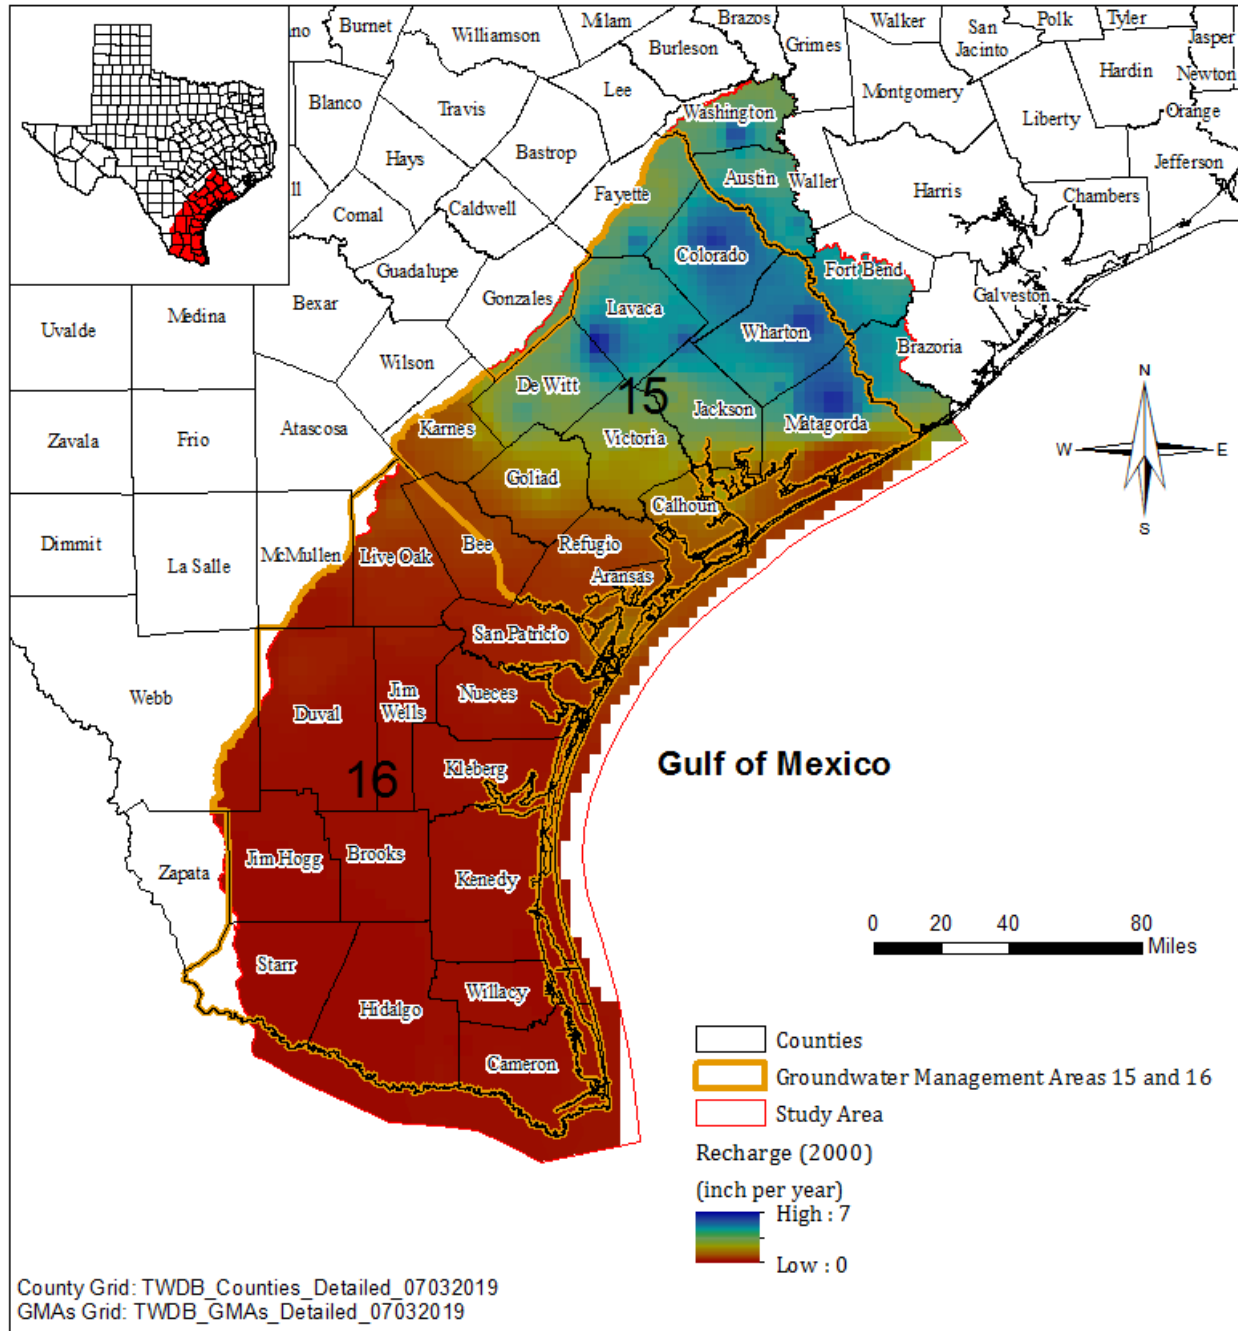 no
Burnet
Williamson
Milam
Brazos
Walker
San
Jacinto
Polk
Tyler
Jasper
Burleson
Grimes
Hardin
Newton
Blanco
Travis
Lee
Washington
Montgomery
Liberty
Orange
Hays
Bastrop
Austin
Waller
Harris
Jefferson
ll
Comal
Caldwell
Fayette
Chambers
Guadalupe
Colorado
Fort Bend
Uvalde
Medina
Bexar
Gonzales
Lavaca
Galveston
Wilson
Wharton
Brazoria
De Witt
15
Jackson
Zavala
Frio
Atascosa
Karnes
Victoria
Matagorda
N
W
E
S
Goliad
Calhoun
Dimmit
La Salle
McMullen
Live Oak
Bee
Refugio
Aransas
San Patricio
Webb
Duval
Jim
Wells
Nueces
16
Kleberg
Gulf of Mexico
Zapata
Jim Hogg
Brooks
Kenedy
0 20 40 80
Miles
Starr
Hidalgo
Willacy
Cameron
Counties
Groundwater Management Areas 15 and 16
Study Area
Recharge (2000)
(inch per year)
High : 7
Low : 0
County Grid: TWDB_Counties_Detailed_07032019
GMAs Grid: TWDB_GMAs_Detailed_07032019